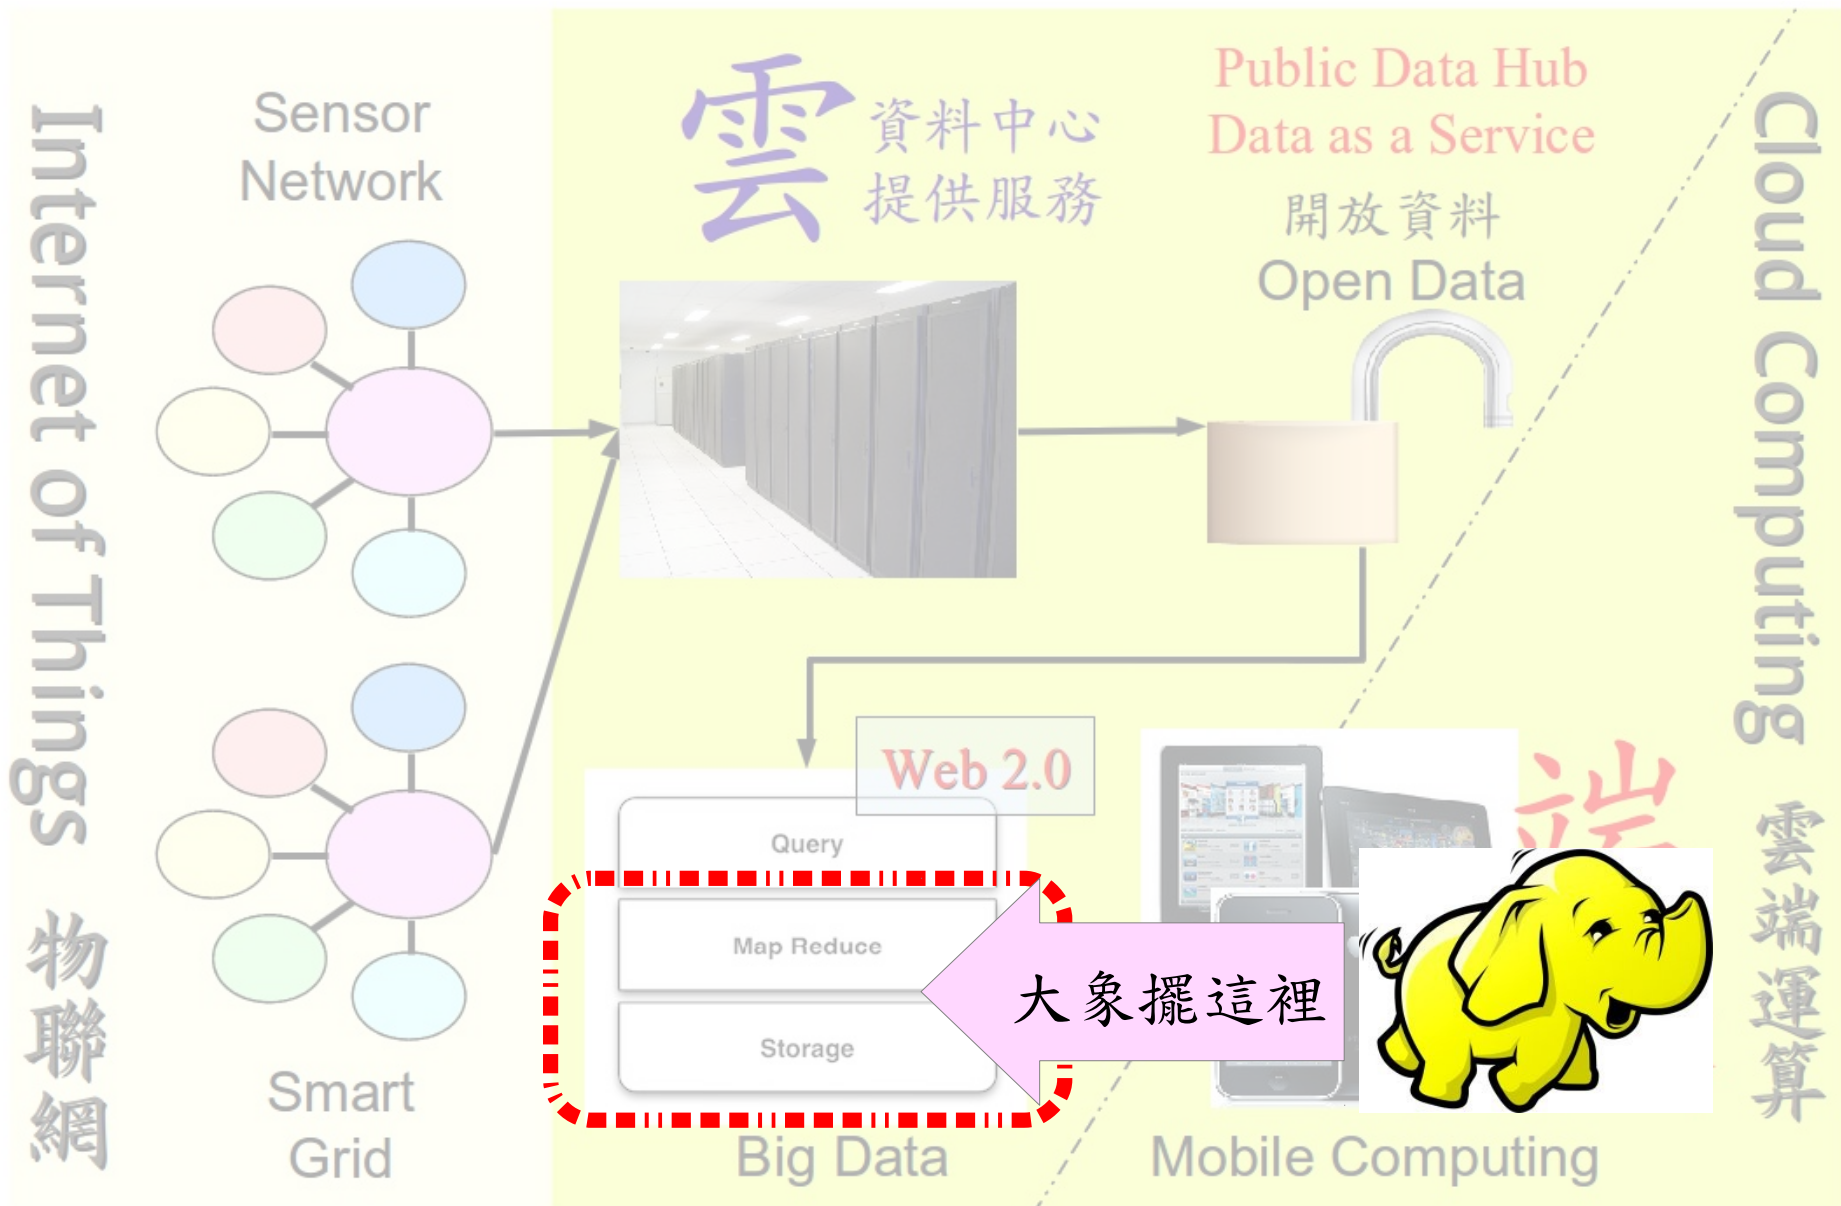 Internet of Things 物聯網
Sensor
Network
雲
資料中心
提供服務
Public Data Hub
Data as a Service
開放資料
Open Data
Cloud Computing 雲端運算
Web 2.0
Query
Map Reduce
Storage
端
大象擺這裡
Smart
Grid
Big Data
Mobile Computing